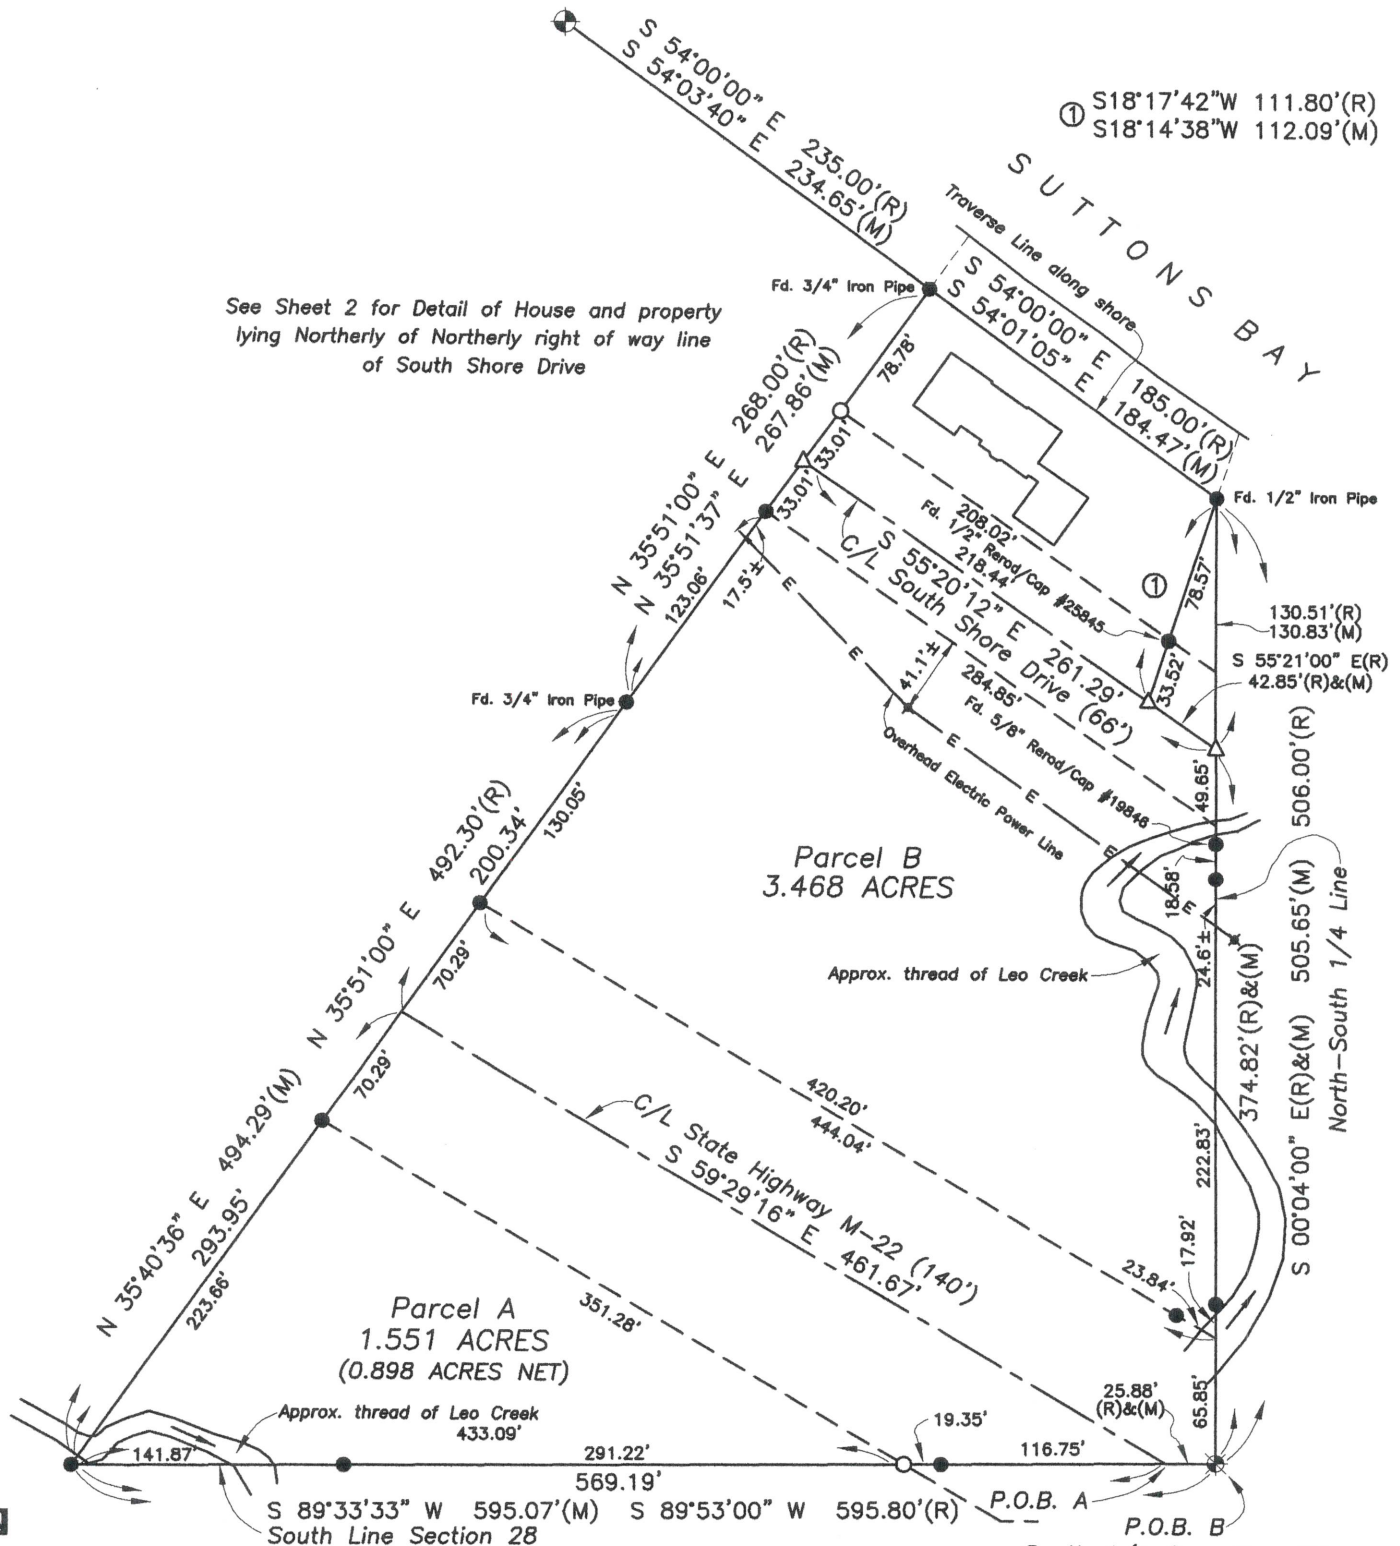 S 54°00'00" E 235.00'(R)
S 54°03'40" E 234.65'(M)
① S18°17'42"W 111.80'(R)
S18°14'38"W 112.09'(M)
SUTTONS BAY
Traverse Line along shore
S 54°00'00" E 185.00'(R)
S 54°01'05" E 184.47'(M)
Fd. 3/4" Iron Pipe
See Sheet 2 for Detail of House and property
lying Northerly of Northerly right of way line
of South Shore Drive
78.78'
N 35°51'00" E 268.00'(R)
N 35°51'37" E 267.86'(M)
33.01'
33.01'
Fd. 1/2" Iron Pipe
208.02'
Fd. 1/2" Rerod/Cap #25845
218.44'
S 55°20'12" E 261.29'
C/L South Shore Drive (66')
①
78.57'
33.52'
130.51'(R)
130.83'(M)
S 55°21'00" E(R)
42.85'(R)&(M)
123.06'
17.5'±
E
E
41.1'±
284.85'
Fd. 5/8" Rerod/Cap #19846
Fd. 3/4" Iron Pipe
Overhead Electric Power Line
E
E
E
E
49.65'
18.58'
24.6'±
130.05'
N 35°51'00" E 492.30'(R)
200.34'
Parcel B
3.468 ACRES
Approx. thread of Leo Creek
374.82'(R)&(M)
S 00°04'00" E(R)&(M) 505.65'(M) 506.00'(R)
North-South 1/4 Line
70.29'
70.29'
420.20'
444.04'
C/L State Highway M-22 (140')
S 59°29'16" E 461.67'
222.83'
N 35°40'36" E 494.29'(M)
293.95'
223.66'
23.84'
17.92'
351.28'
Parcel A
1.551 ACRES
(0.898 ACRES NET)
Approx. thread of Leo Creek
433.09'
25.88'
(R)&(M)
65.85'
141.87'
291.22'
19.35'
116.75'
569.19'
S 89°33'33" W 595.07'(M) S 89°53'00" W 595.80'(R)
South Line Section 28
P.O.B. A
P.O.B. B